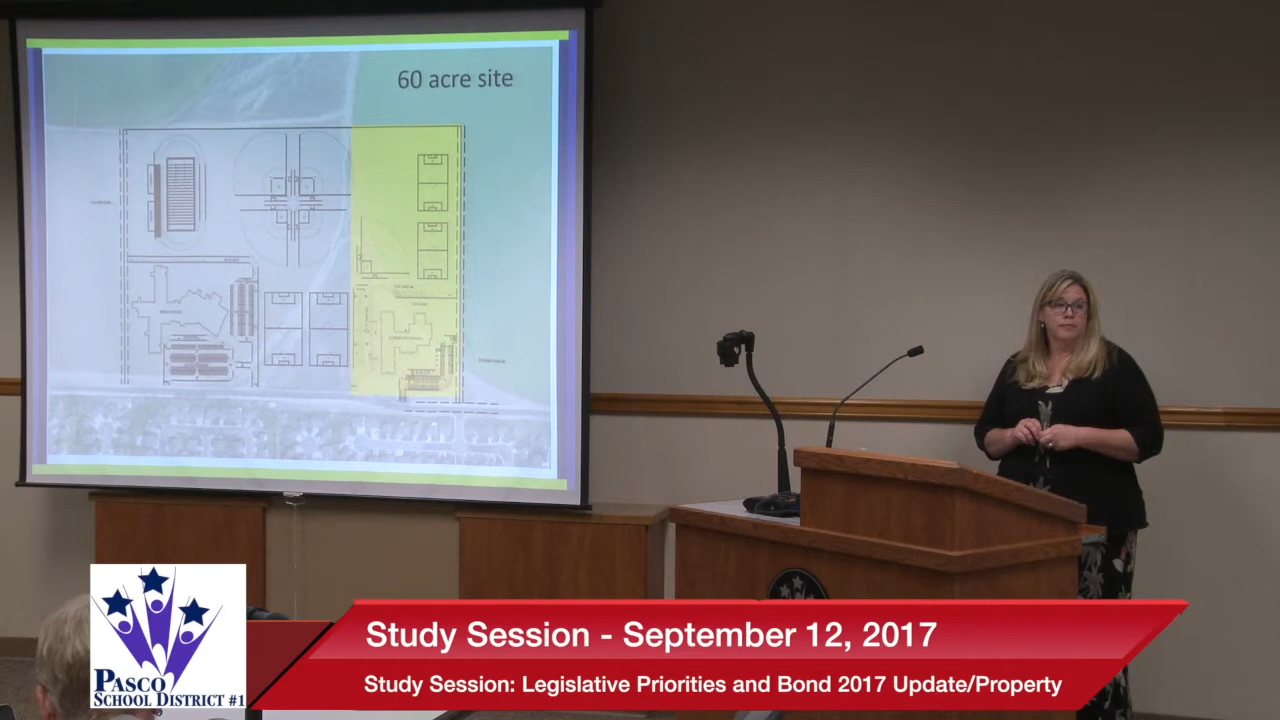 60 acre site
Study Session - September 12, 2017
Study Session: Legislative Priorities and Bond 2017 Update/Property
PASCO
SCHOOL DISTRICT #1